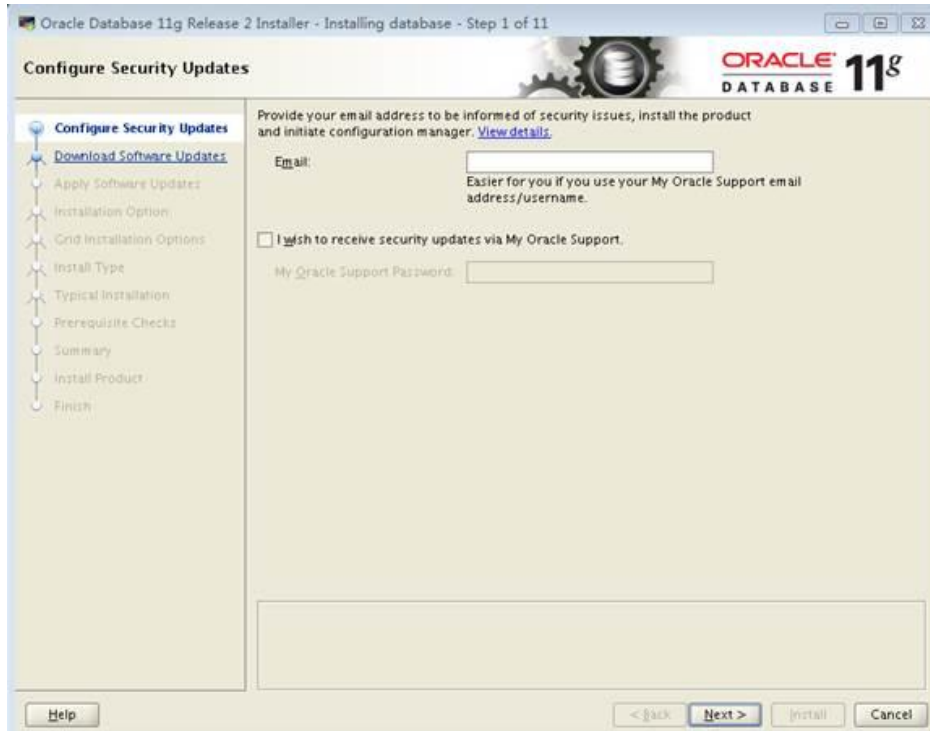 Oracle Database 11g Release 2 Installer - Installing database - Step 1 of 11
Configure Security Updates
ORACLE
DATABASE
11g
Configure Security Updates
Download Software Updates
Apply Software Updates
Installation Option
Grid Installation Options
Install Type
Typical Installation
Prerequisite Checks
Summary
Install Product
Finish
Provide your email address to be informed of security issues, install the product
and initiate configuration manager. View details.
Email:
Easier for you if you use your My Oracle Support email
address/username.
I wish to receive security updates via My Oracle Support.
My Oracle Support Password:
Help
< Back
Next >
Install
Cancel